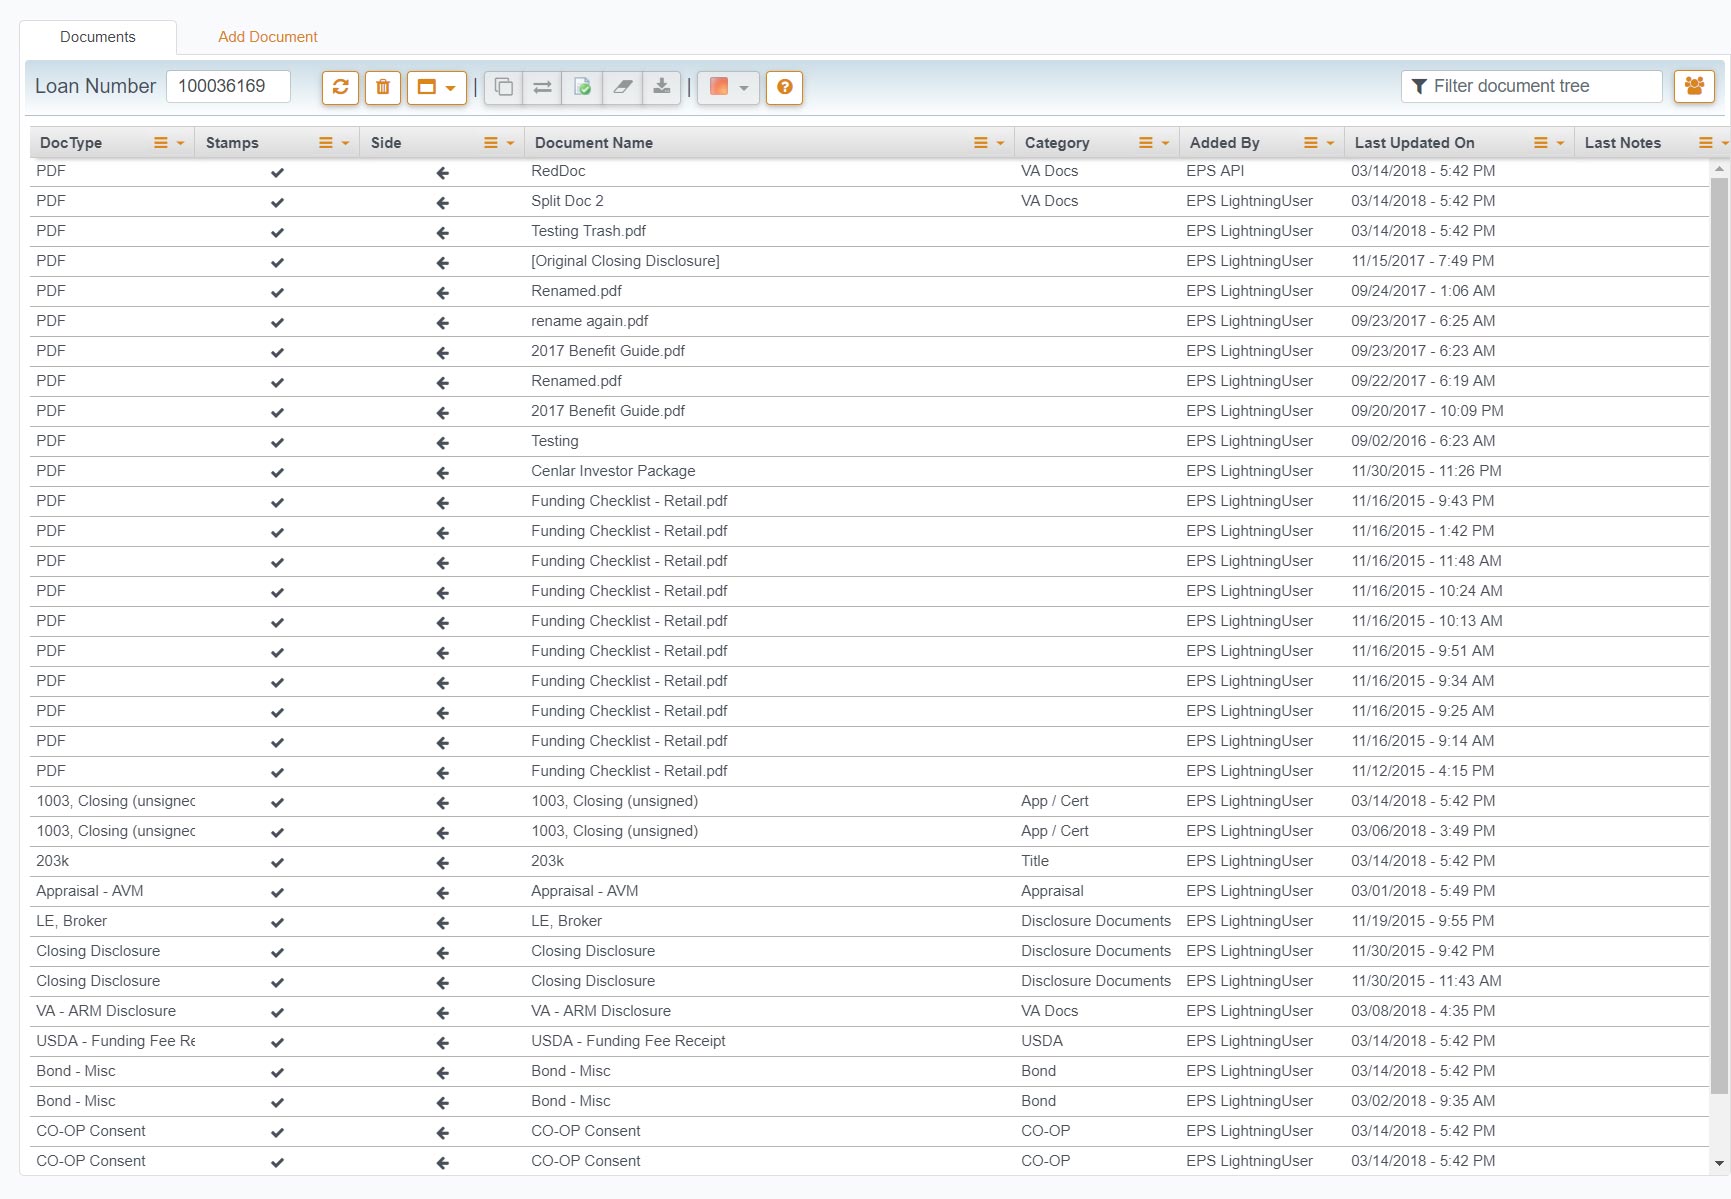 Documents Add Document
Loan Number 100036169 | | Filter document tree
DocType Stamps Side Document Name Category Added By Last Updated On Last Notes
PDF RedDoc VA Docs EPS API 03/14/2018 - 5:42 PM
PDF Split Doc 2 VA Docs EPS LightningUser 03/14/2018 - 5:42 PM
PDF Testing Trash.pdf EPS LightningUser 03/14/2018 - 5:42 PM
PDF [Original Closing Disclosure] EPS LightningUser 11/15/2017 - 7:49 PM
PDF Renamed.pdf EPS LightningUser 09/24/2017 - 1:06 AM
PDF rename again.pdf EPS LightningUser 09/23/2017 - 6:25 AM
PDF 2017 Benefit Guide.pdf EPS LightningUser 09/23/2017 - 6:23 AM
PDF Renamed.pdf EPS LightningUser 09/22/2017 - 6:19 AM
PDF 2017 Benefit Guide.pdf EPS LightningUser 09/20/2017 - 10:09 PM
PDF Testing EPS LightningUser 09/02/2016 - 6:23 AM
PDF Cenlar Investor Package EPS LightningUser 11/30/2015 - 11:26 PM
PDF Funding Checklist - Retail.pdf EPS LightningUser 11/16/2015 - 9:43 PM
PDF Funding Checklist - Retail.pdf EPS LightningUser 11/16/2015 - 1:42 PM
PDF Funding Checklist - Retail.pdf EPS LightningUser 11/16/2015 - 11:48 AM
PDF Funding Checklist - Retail.pdf EPS LightningUser 11/16/2015 - 10:24 AM
PDF Funding Checklist - Retail.pdf EPS LightningUser 11/16/2015 - 10:13 AM
PDF Funding Checklist - Retail.pdf EPS LightningUser 11/16/2015 - 9:51 AM
PDF Funding Checklist - Retail.pdf EPS LightningUser 11/16/2015 - 9:34 AM
PDF Funding Checklist - Retail.pdf EPS LightningUser 11/16/2015 - 9:25 AM
PDF Funding Checklist - Retail.pdf EPS LightningUser 11/16/2015 - 9:14 AM
PDF Funding Checklist - Retail.pdf EPS LightningUser 11/12/2015 - 4:15 PM
1003, Closing (unsigned 1003, Closing (unsigned) App / Cert EPS LightningUser 03/14/2018 - 5:42 PM
1003, Closing (unsigned 1003, Closing (unsigned) App / Cert EPS LightningUser 03/06/2018 - 3:49 PM
203k 203k Title EPS LightningUser 03/14/2018 - 5:42 PM
Appraisal - AVM Appraisal - AVM Appraisal EPS LightningUser 03/01/2018 - 5:49 PM
LE, Broker LE, Broker Disclosure Documents EPS LightningUser 11/19/2015 - 9:55 PM
Closing Disclosure Closing Disclosure Disclosure Documents EPS LightningUser 11/30/2015 - 9:42 PM
Closing Disclosure Closing Disclosure Disclosure Documents EPS LightningUser 11/30/2015 - 11:43 AM
VA - ARM Disclosure VA - ARM Disclosure VA Docs EPS LightningUser 03/08/2018 - 4:35 PM
USDA - Funding Fee Re USDA - Funding Fee Receipt USDA EPS LightningUser 03/14/2018 - 5:42 PM
Bond - Misc Bond - Misc Bond EPS LightningUser 03/14/2018 - 5:42 PM
Bond - Misc Bond - Misc Bond EPS LightningUser 03/02/2018 - 9:35 AM
CO-OP Consent CO-OP Consent CO-OP EPS LightningUser 03/14/2018 - 5:42 PM
CO-OP Consent CO-OP Consent CO-OP EPS LightningUser 03/14/2018 - 5:42 PM